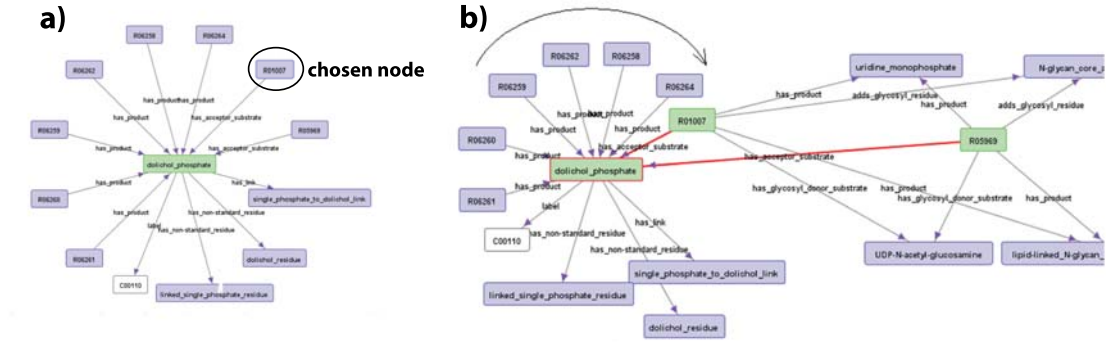 a)
R06258
R06264
R06262
R01007
chosen node
has_product
has_product
has_product
has_acceptor_substrate
R06259
R05969
has_product
has_acceptor_substrate
dolichol_phosphate
has_product
has_link
R06260
single_phosphate_to_dolichol_link
has_product
has_non-standard_residue
label
has_non-standard_residue
R06261
dolichol_residue
C00110
linked_single_phosphate_residue
b)
R06262
R06258
uridine_monophosphate
N-glycan_core_
R06259
R06264
adds_glycosyl_residue
has_product
adds_glycosyl_residue
has_product
R01007
has_product
has_product
R06260
has_acceptor_substrate
R05969
has_product
has_acceptor_substrate
dolichol_phosphate
has_product
has_glycosyl_donor_substrate
has_product
R06261
label
has_glycosyl_donor_substrate
has_product
has_link
C00110
has_non-standard_residue
has_non-standard_residue
UDP-N-acetyl-glucosamine
lipid-linked_N-glycan_
single_phosphate_to_dolichol_link
linked_single_phosphate_residue
dolichol_residue